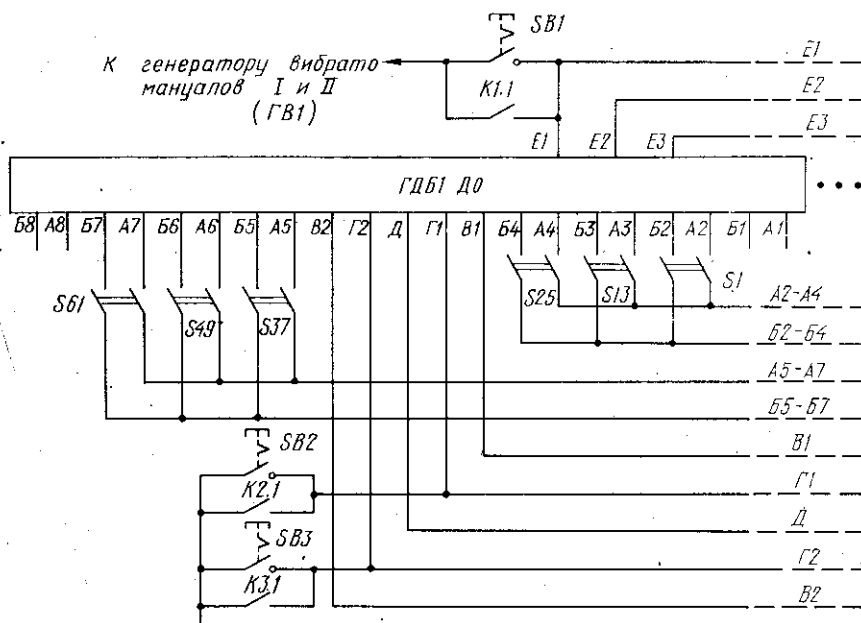 SB1
К генератору вибрато
мануалов I и II
(ГВ1)
K1.1
E1
E2
E3
E1
E2
E3
ГДБ1 ДО
Б8 А8 Б7 А7 Б6 А6 Б5 А5 В2 Г2 Д Г1 В1 Б4 А4 Б3 А3 Б2 А2 Б1 А1
S61
S49
S37
S25
S13
S1
А2-А4
Б2-Б4
А5-А7
Б5-Б7
SB2
В1
K2.1
Г1
SB3
Д
K3.1
Г2
В2